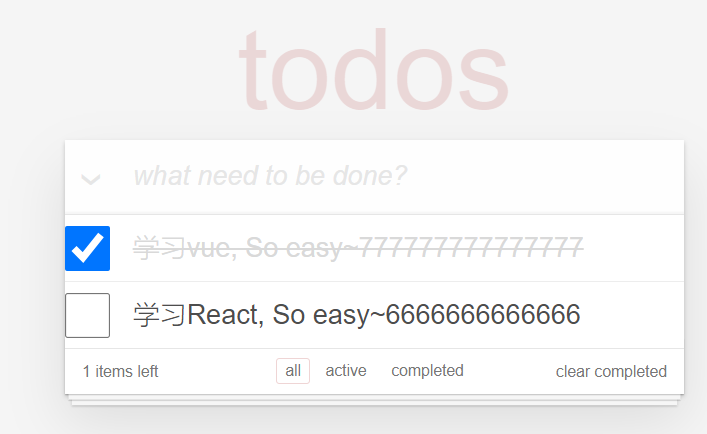 todos
what need to be done?
学习vue, So easy~777777777777777
学习React, So easy~6666666666666
1 items left all active completed clear completed